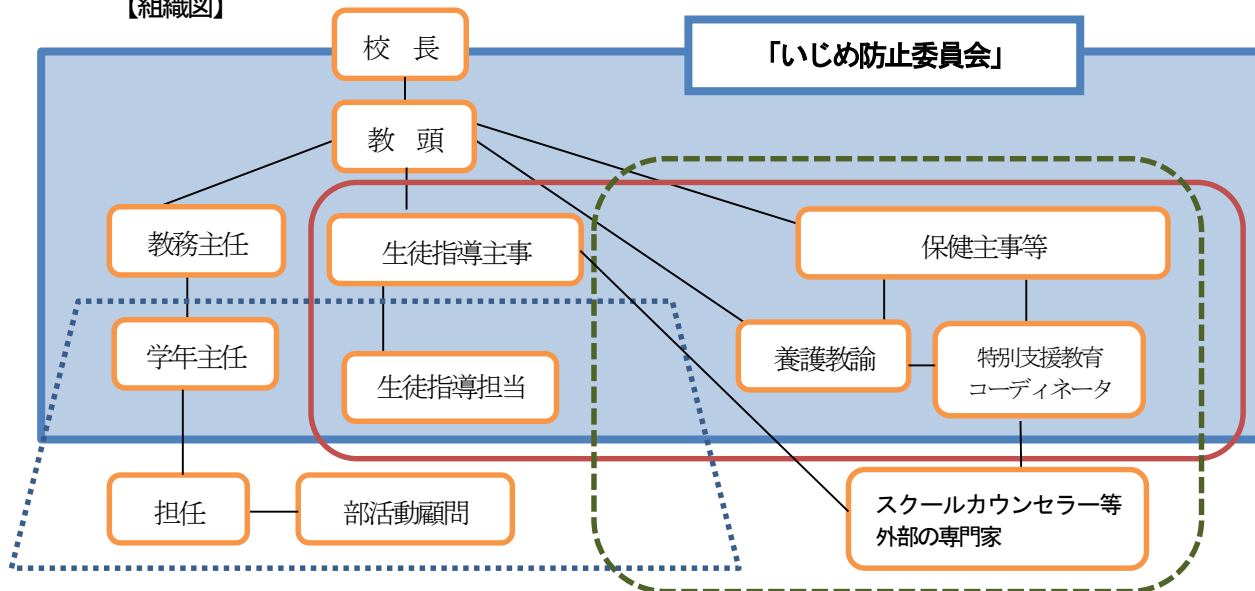 【組織図】
校　長
「いじめ防止委員会」
教　頭
教務主任
生徒指導主事
保健主事等
学年主任
生徒指導担当
養護教諭
特別支援教育
コーディネータ
担任
部活動顧問
スクールカウンセラー等
外部の専門家